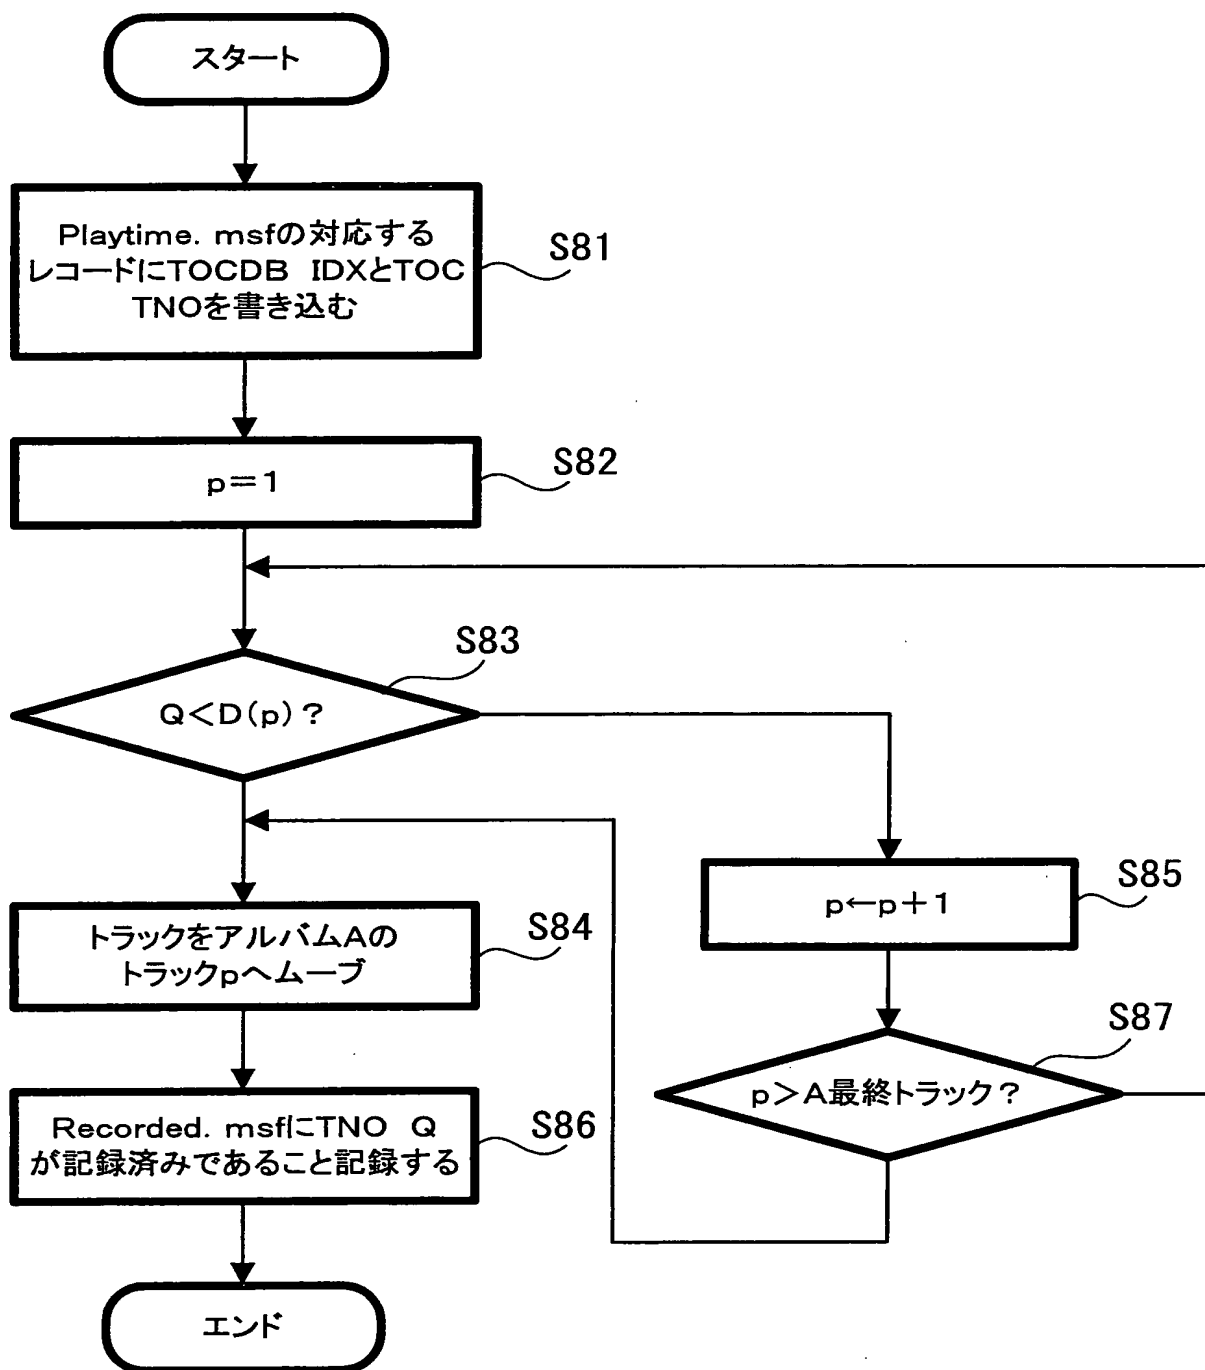 スタート
Playtime. msfの対応する
レコードにTOCDB IDXとTOC
TNOを書き込む
S81
p=1
S82
Q<D(p)?
S83
トラックをアルバムAの
トラックpへムーブ
S84
p←p+1
S85
p>A最終トラック?
S87
Recorded. msfにTNO Q
が記録済みであること記録する
S86
エンド